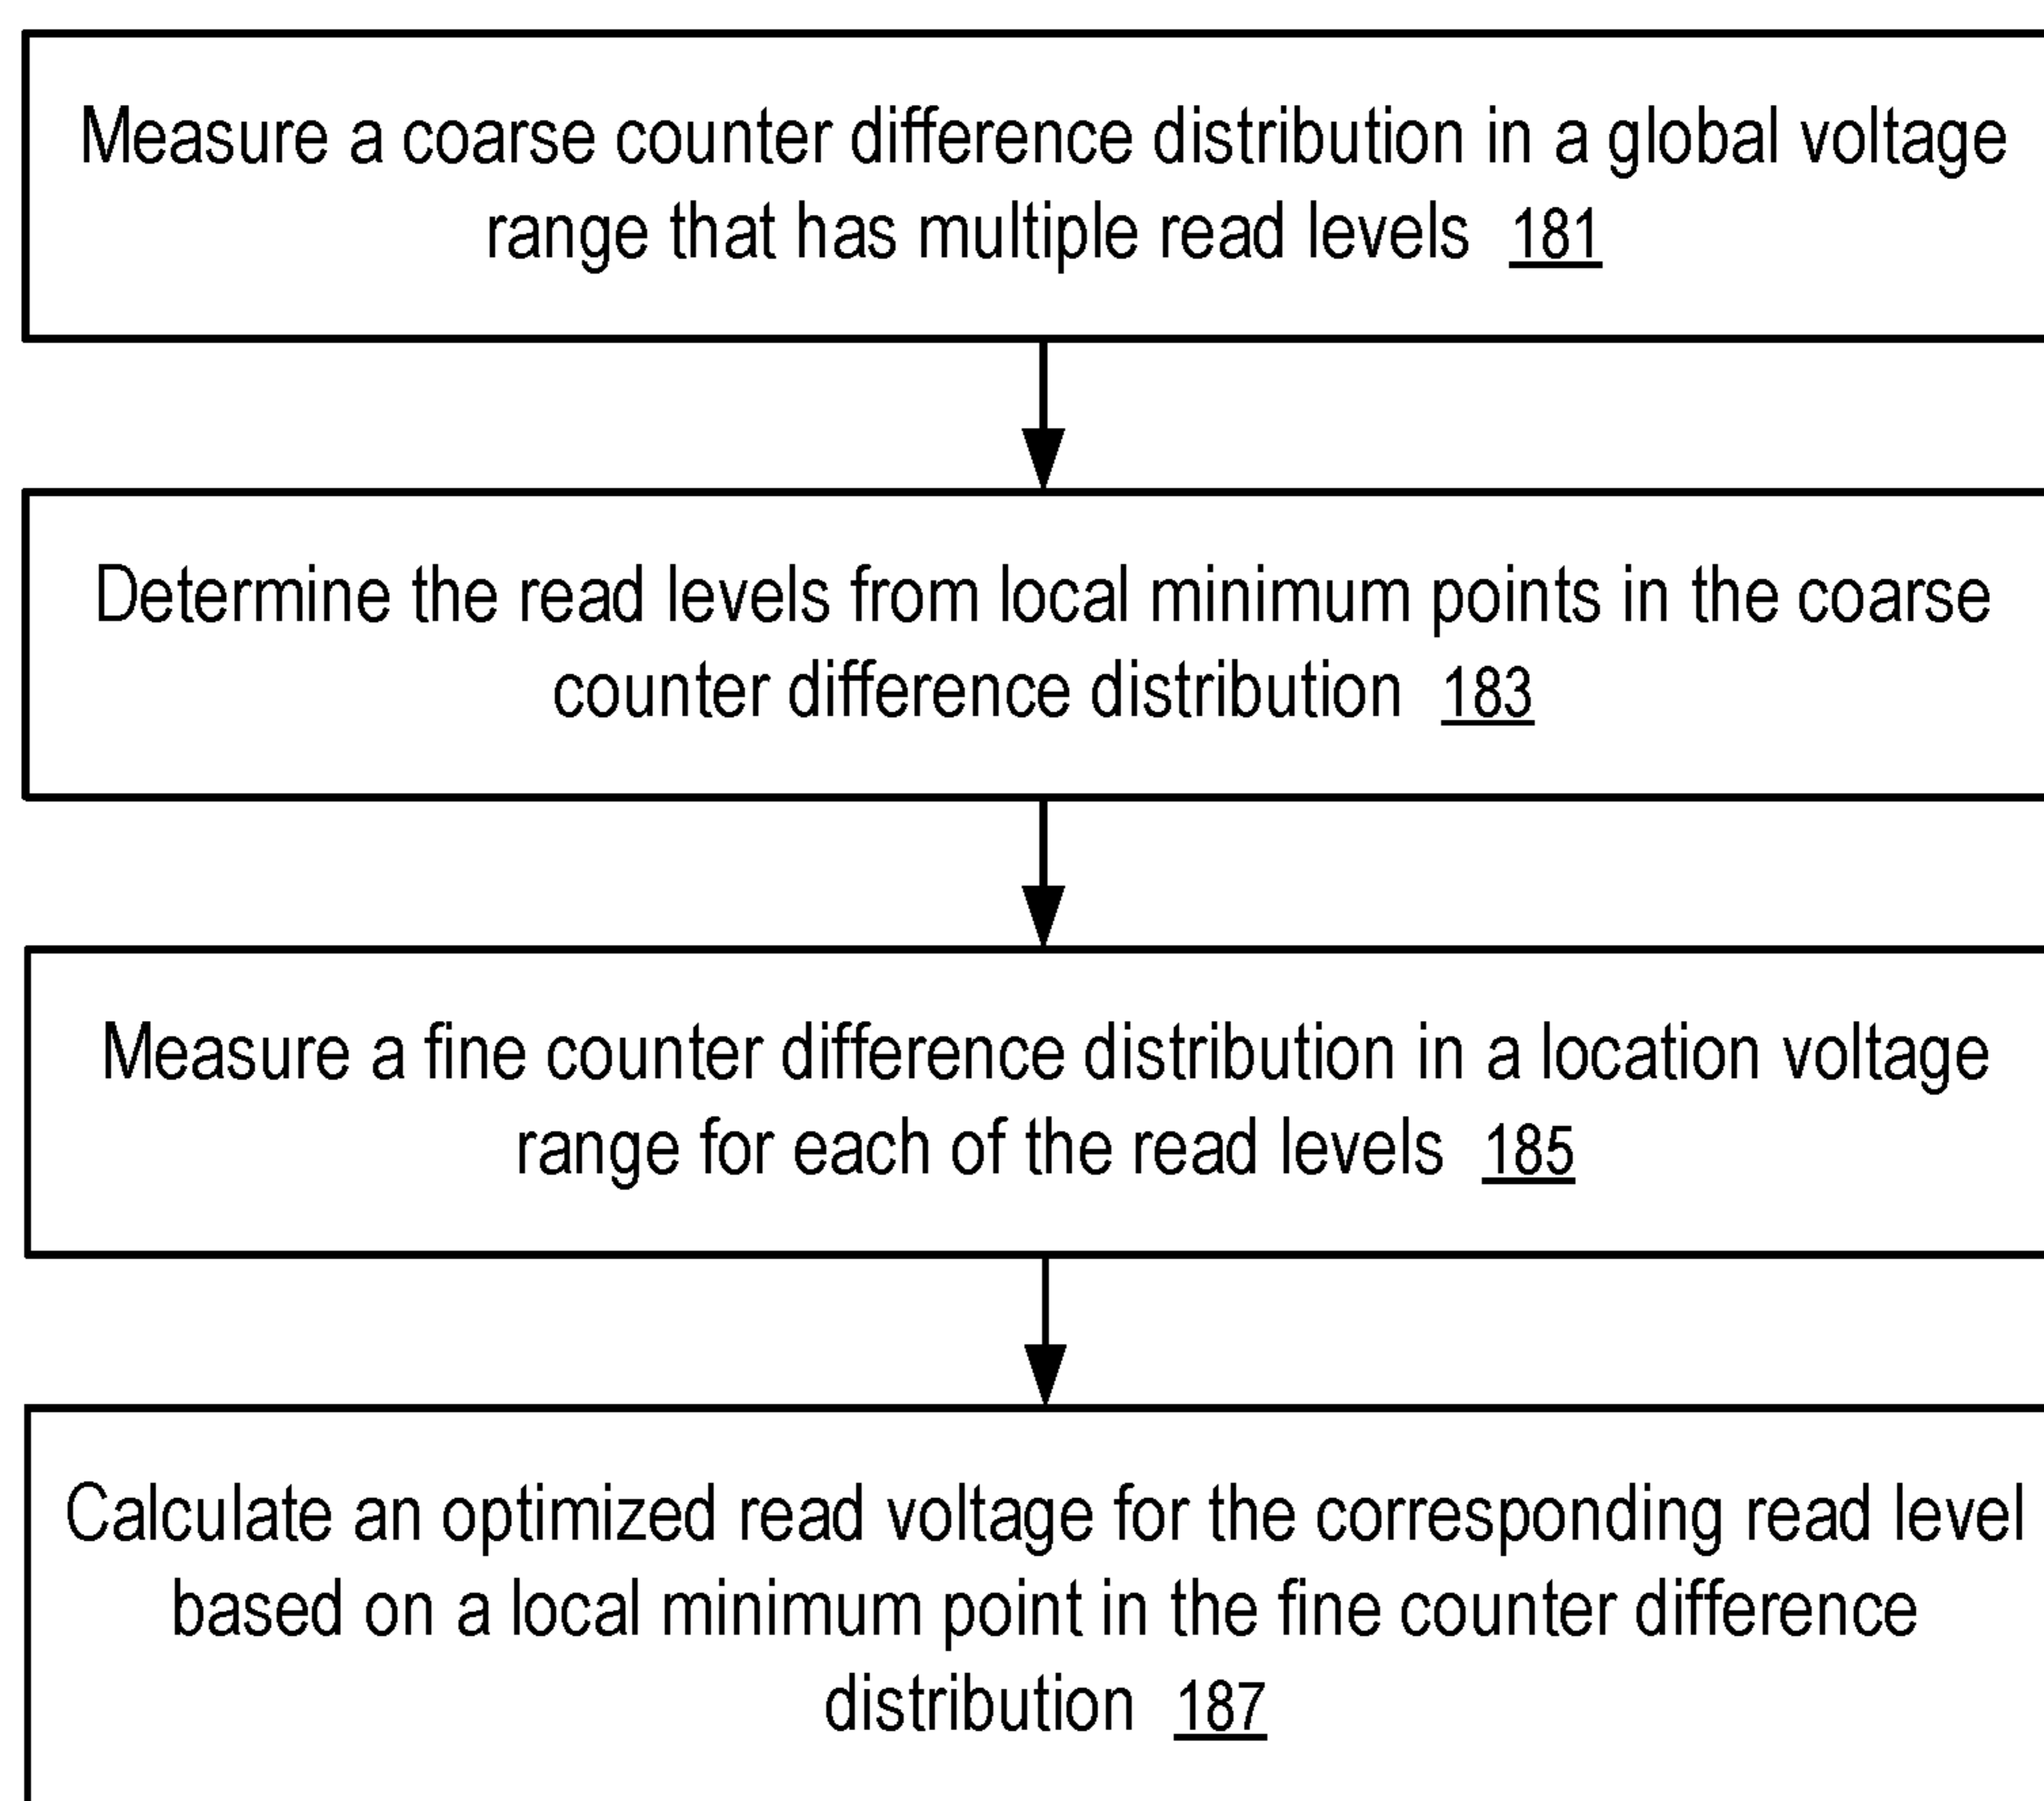 Measure a coarse counter difference distribution in a global voltage
range that has multiple read levels 181
Determine the read levels from local minimum points in the coarse
counter difference distribution 183
Measure a fine counter difference distribution in a location voltage
range for each of the read levels 185
Calculate an optimized read voltage for the corresponding read level
based on a local minimum point in the fine counter difference
distribution 187